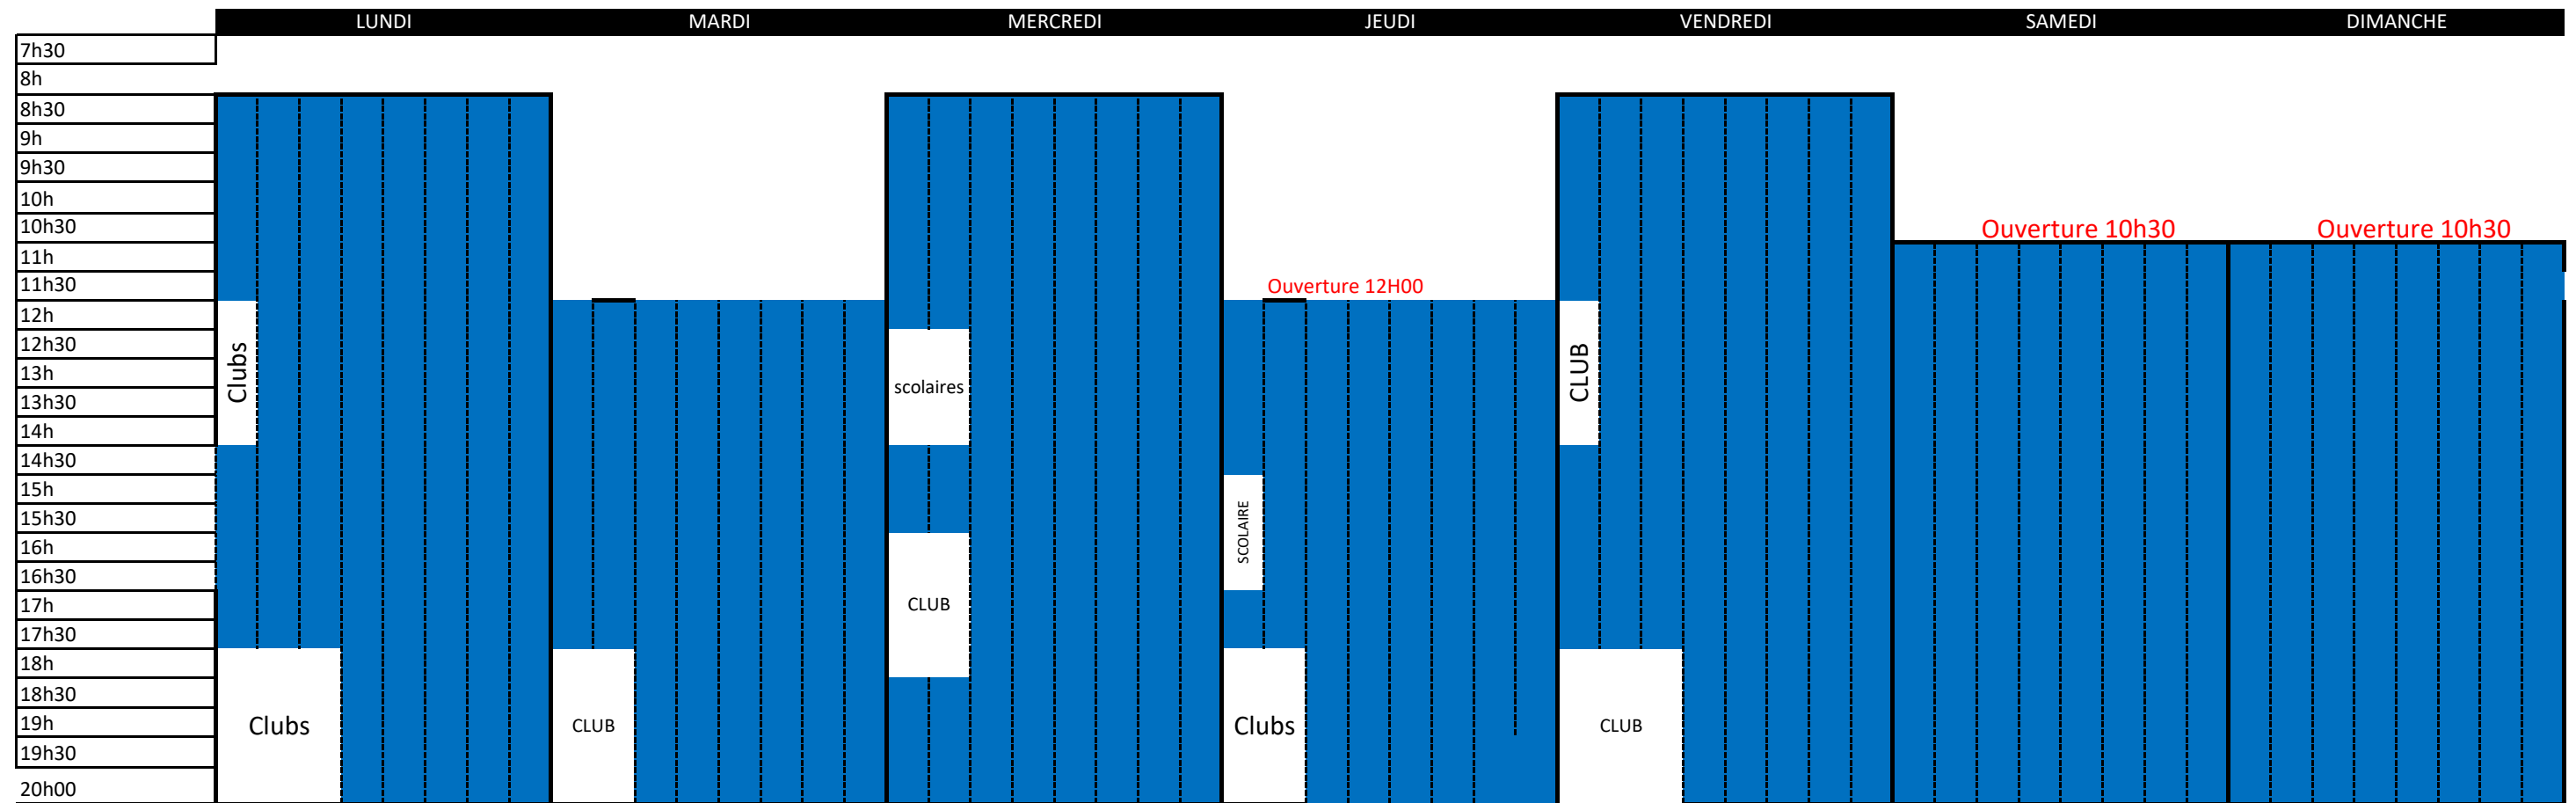 LUNDI MARDI MERCREDI JEUDI VENDREDI SAMEDI DIMANCHE
7h30
8h
8h30
9h
9h30
10h
10h30 Ouverture 10h30 Ouverture 10h30
11h
11h30 Ouverture 12H00
12h
12h30
13h
13h30
14h
14h30
15h
15h30
16h
16h30
17h
17h30
18h
18h30
19h
19h30
20h00
Clubs
Clubs
CLUB
scolaires
CLUB
SCOLAIRE
Clubs
CLUB
CLUB